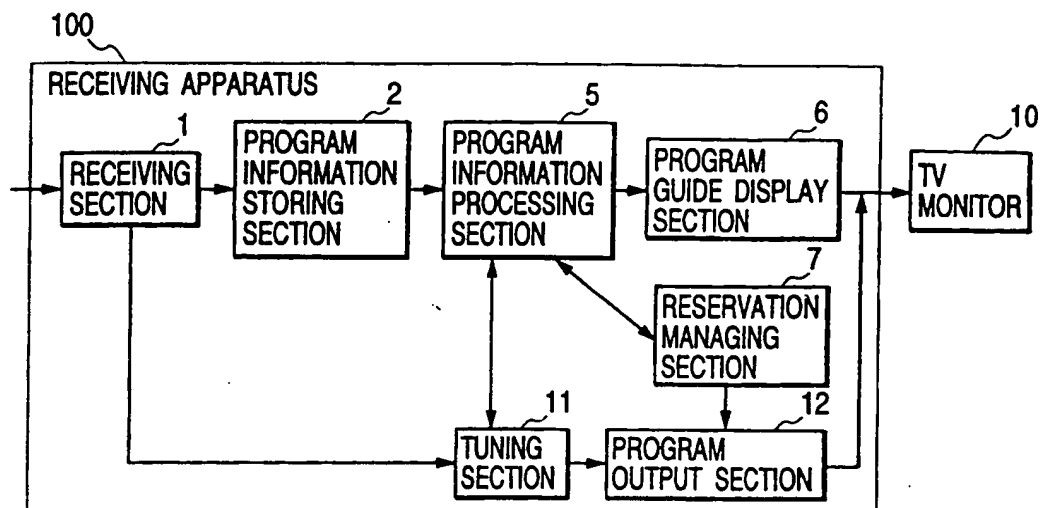 100
RECEIVING APPARATUS
1
RECEIVING
SECTION
2
PROGRAM
INFORMATION
STORING
SECTION
5
PROGRAM
INFORMATION
PROCESSING
SECTION
6
PROGRAM
GUIDE DISPLAY
SECTION
10
TV
MONITOR
7
RESERVATION
MANAGING
SECTION
11
TUNING
SECTION
12
PROGRAM
OUTPUT SECTION